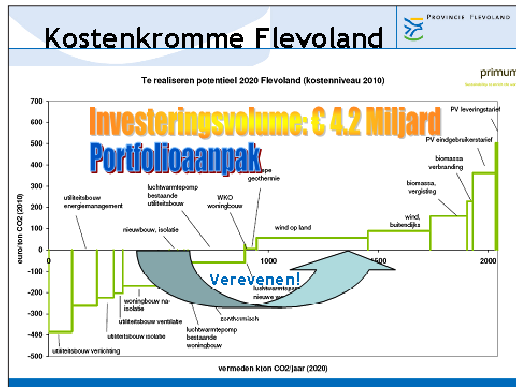 Kostenkromme Flevoland
PROVINCIE FLEVOLAND
primum
Te realiseren potentieel 2020 Flevoland (kostenniveau 2010)
Investeringsvolume: € 4.2 Miljard
Portfolioaanpak
euro/ton CO2 (2010)
700
600
500
400
300
200
100
0
-100
-200
-300
-400
-500
0
1000
2000
utiliteitsbouw
energiemanagement
nieuwbouw, isolatie
luchtwarmtepomp
bestaande
utiliteitsbouw
WKO
woningbouw
geothermie
wind op land
wind,
buitendijks
biomassa,
vergisting
biomassa
verbranding
PV eindgebruikerstarief
PV leveringstarief
Verevenen!
woningbouw na-
isolatie
utiliteitsbouw ventilatie
utiliteitsbouw isolatie
utiliteitsbouw verlichting
luchtwarmtepomp
bestaande
woningbouw
zonthermisch
vermeden kton CO2/jaar (2020)